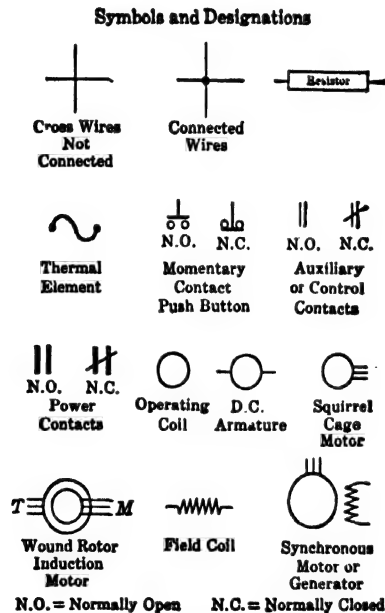 Symbols and Designations
Resistor
Cross Wires
Not
Connected
Connected
Wires
N.O. N.C.
N.O. N.C.
Thermal
Element
Momentary
Contact
Push Button
Auxiliary
or Control
Contacts
N.O. N.C.
Power
Contacts
Operating
Coil
D.C.
Armature
Squirrel
Cage
Motor
T M
Wound Rotor
Induction
Motor
Field Coil
Synchronous
Motor or
Generator
N.O. = Normally Open N.C. = Normally Closed